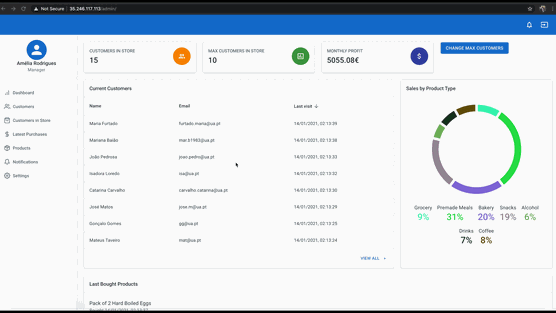 Not Secure | 35.246.117.113/admin/
Amélia Rodrigues
Manager
Dashboard
Customers
Customers in Store
Latest Purchases
Products
Notifications
Settings
CUSTOMERS IN STORE
15
MAX CUSTOMERS IN STORE
10
MONTHLY PROFIT
5055.08€
$
CHANGE MAX CUSTOMERS
Current Customers
Name Email Last visit ↓
Maria Furtado furtado.maria@ua.pt 14/01/2021, 02:13:39
Mariana Baião mar.b1963@ua.pt 14/01/2021, 02:13:38
João Pedrosa joao.pedro@ua.pt 14/01/2021, 02:13:33
Isadora Loredo isa@ua.pt 14/01/2021, 02:13:32
Catarina Carvalho carvalho.catarina@ua.pt 14/01/2021, 02:13:30
José Matos jose.m@ua.pt 14/01/2021, 02:13:29
Gonçalo Gomes gg@ua.pt 14/01/2021, 02:13:25
Mateus Taveiro mat@ua.pt 14/01/2021, 02:13:24
VIEW ALL
Sales by Product Type
Grocery Premade Meals Bakery Snacks Alcohol
9% 31% 20% 19% 6%
Drinks Coffee
7% 8%
Last Bought Products
Pack of 2 Hard Boiled Eggs